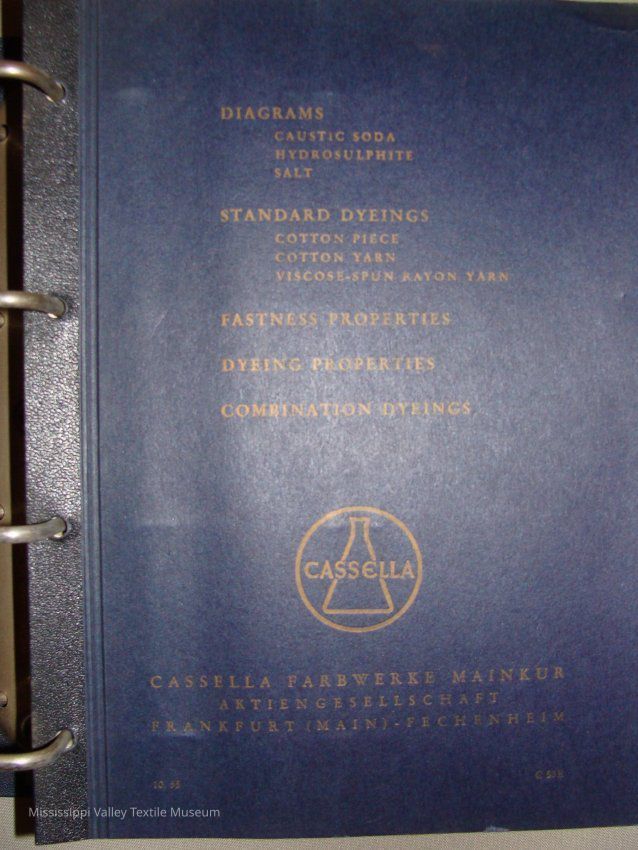 DIAGRAMS
CAUSTIC SODA
HYDROSULPHITE
SALT
STANDARD DYEINGS
COTTON PIECE
COTTON YARN
VISCOSE-SPUN RAYON YARN
FASTNESS PROPERTIES
DYEING PROPERTIES
COMBINATION DYEINGS
CASSELLA
CASSELLA FARBWERKE MAINKUR
AKTIENGESELLSCHAFT
FRANKFURT (MAIN)-FECHENHEIM
Mississippi Valley Textile Museum